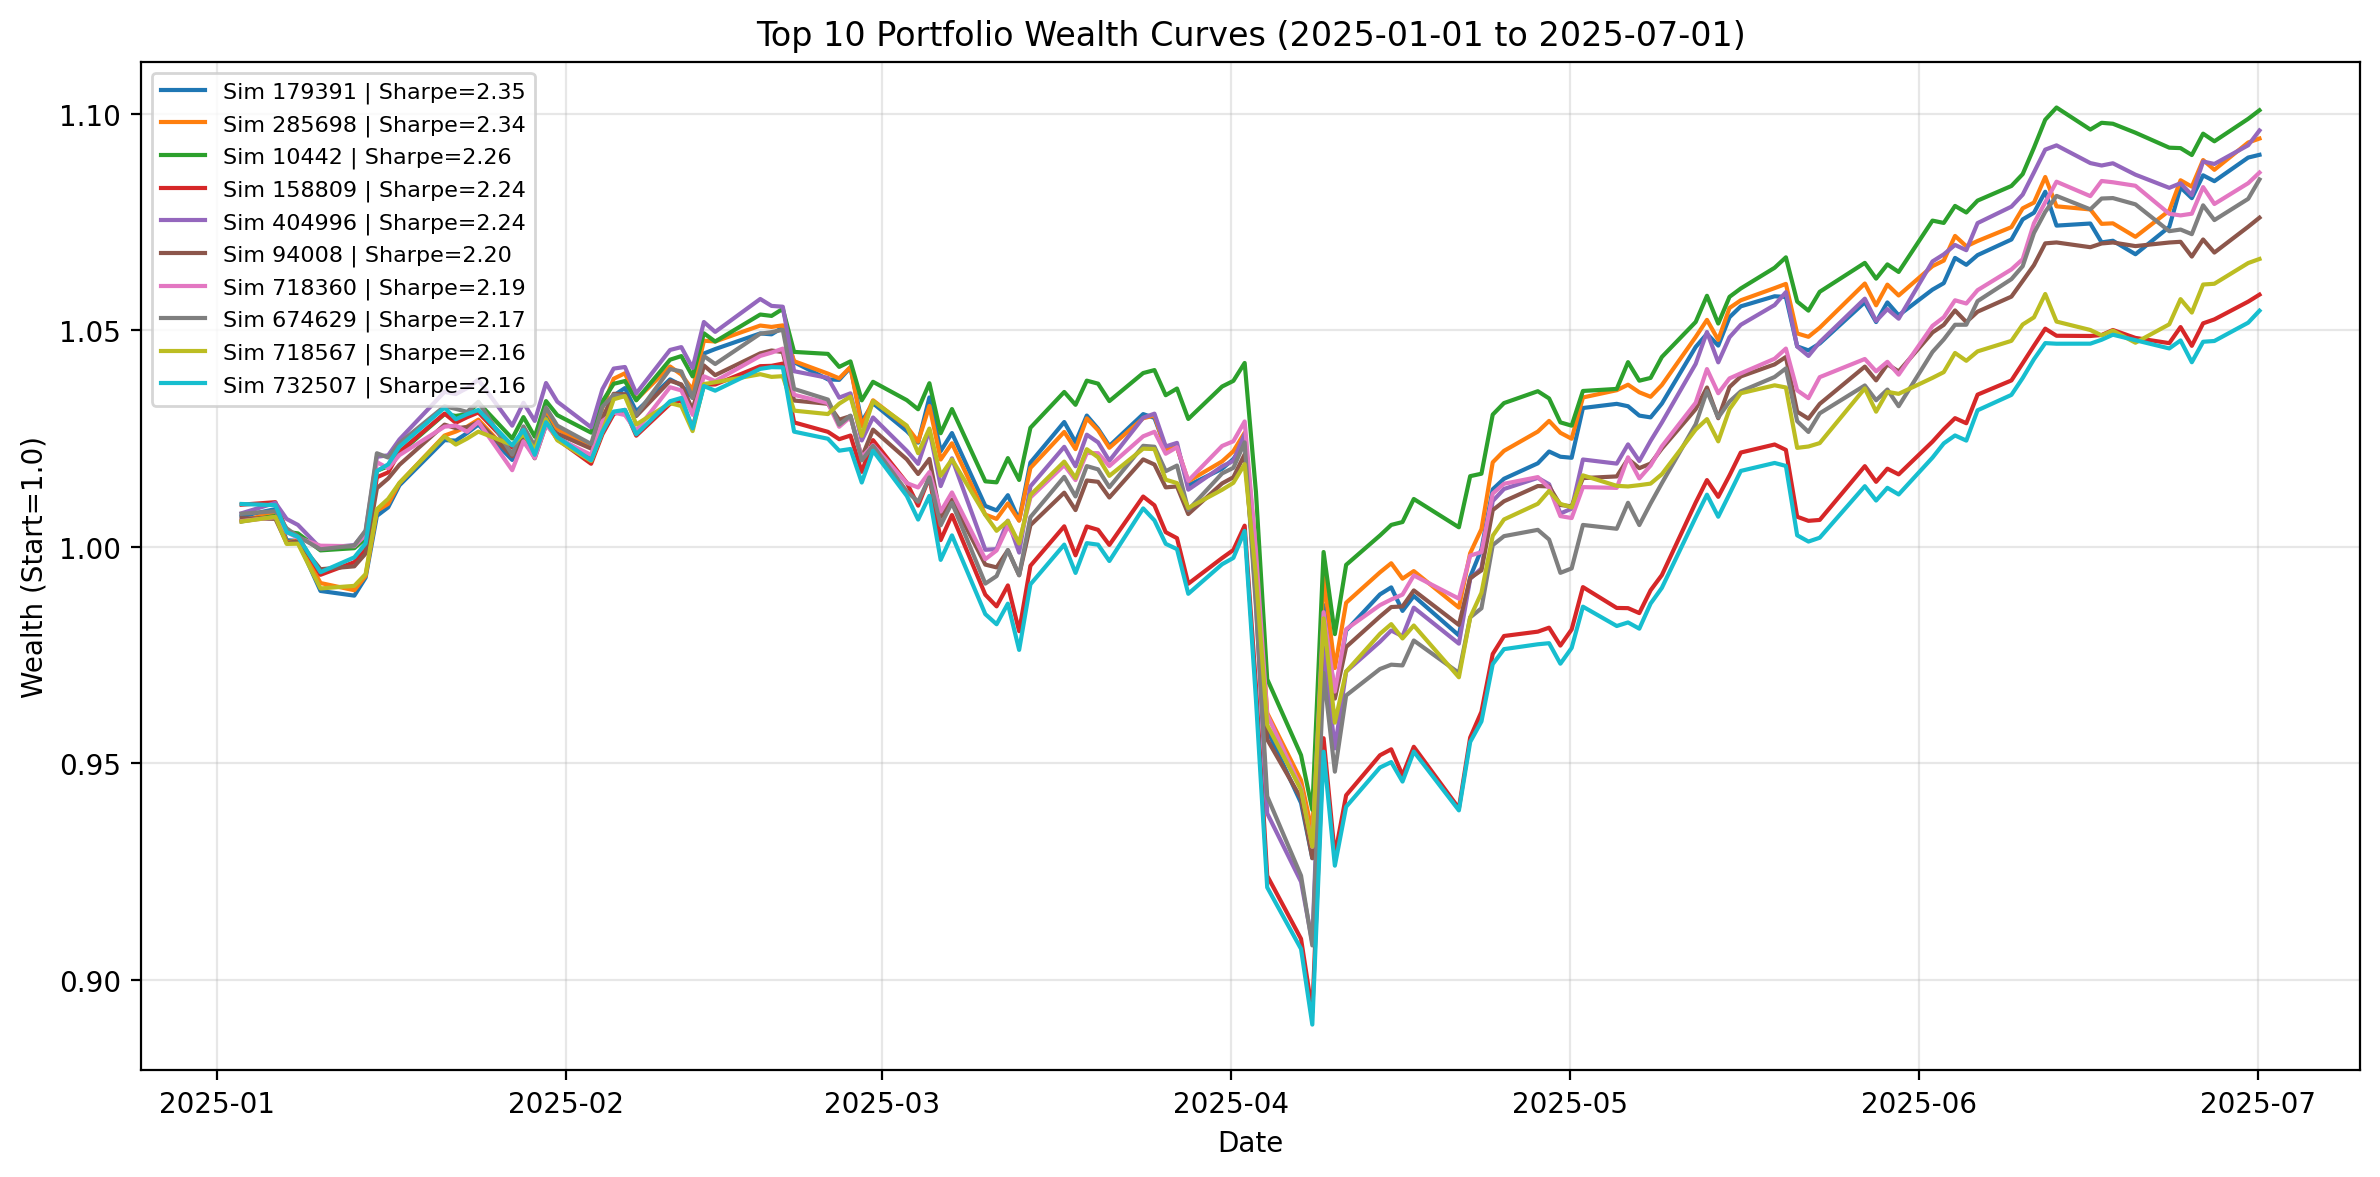 Top 10 Portfolio Wealth Curves (2025-01-01 to 2025-07-01)
Sim 179391 | Sharpe=2.35
Sim 285698 | Sharpe=2.34
Sim 10442 | Sharpe=2.26
Sim 158809 | Sharpe=2.24
Sim 404996 | Sharpe=2.24
Sim 94008 | Sharpe=2.20
Sim 718360 | Sharpe=2.19
Sim 674629 | Sharpe=2.17
Sim 718567 | Sharpe=2.16
Sim 732507 | Sharpe=2.16
Wealth (Start=1.0)
1.10
1.05
1.00
0.95
0.90
2025-01 2025-02 2025-03 2025-04 2025-05 2025-06 2025-07
Date